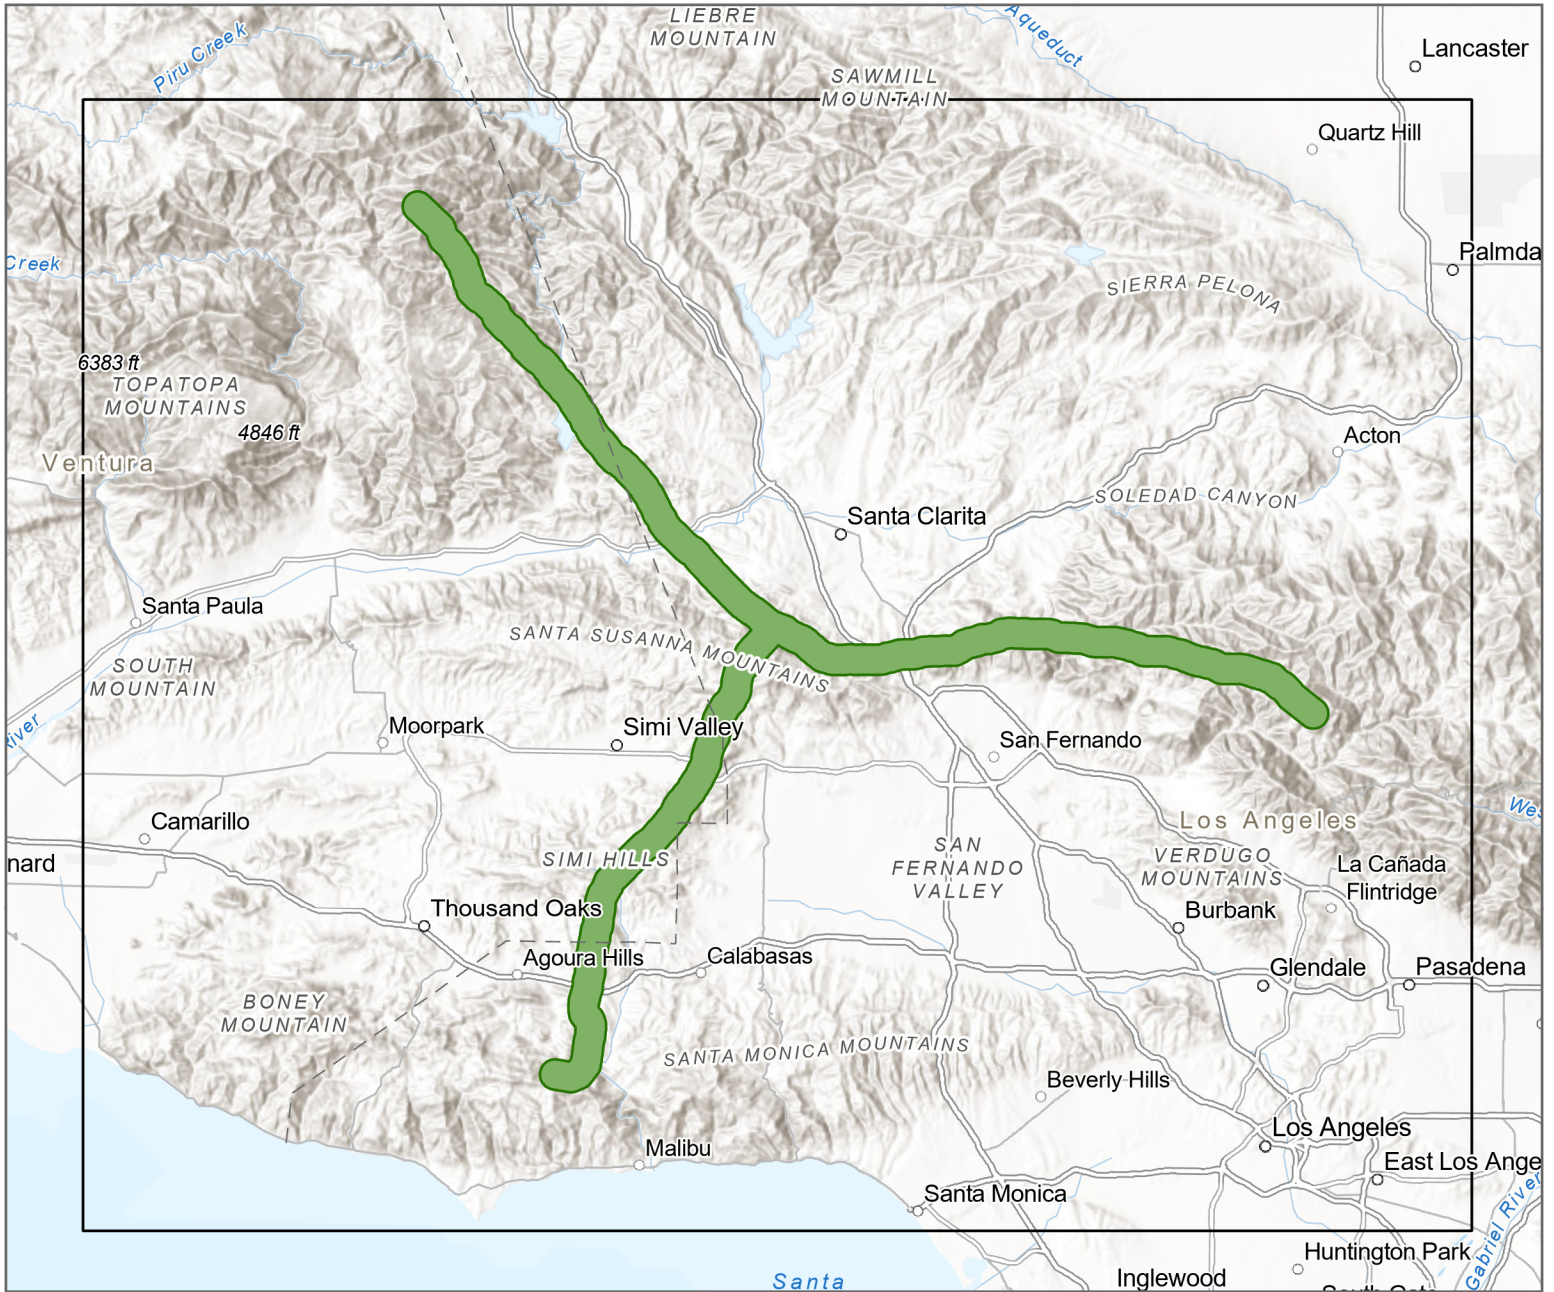 LIEBRE
MOUNTAIN
Aqueduct
Piru Creek
Lancaster
SAWMILL
MOUNTAIN
Quartz Hill
Creek
Palmda
SIERRA PELONA
6383 ft
TOPATOPA
MOUNTAINS
4846 ft
Acton
Ventura
SOLEDAD CANYON
Santa Clarita
Santa Paula
SANTA SUSANNA MOUNTAINS
SOUTH
MOUNTAIN
River
Moorpark
Simi Valley
San Fernando
Camarillo
Los Angeles
Wes
nard
SIMI HILLS
SAN
FERNANDO
VALLEY
VERDUGO
MOUNTAINS
La Cañada
Flintridge
Thousand Oaks
Burbank
Agoura Hills
Calabasas
Glendale
Pasadena
BONEY
MOUNTAIN
SANTA MONICA MOUNTAINS
Beverly Hills
Los Angeles
Malibu
East Los Ange
Santa Monica
Gabriel River
Huntington Park
Santa
Inglewood